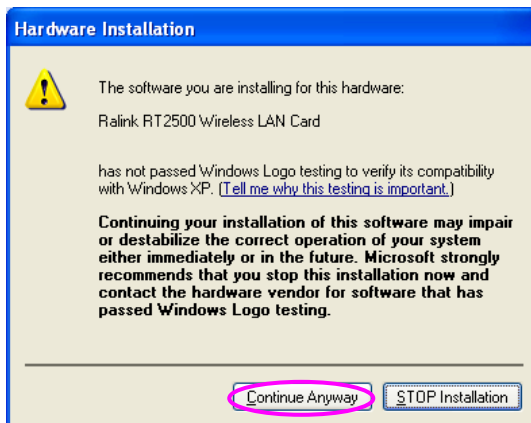 Hardware Installation
The software you are installing for this hardware:
Ralink RT2500 Wireless LAN Card
has not passed Windows Logo testing to verify its compatibility
with Windows XP. (Tell me why this testing is important.)
Continuing your installation of this software may impair
or destabilize the correct operation of your system
either immediately or in the future. Microsoft strongly
recommends that you stop this installation now and
contact the hardware vendor for software that has
passed Windows Logo testing.
Continue Anyway
STOP Installation